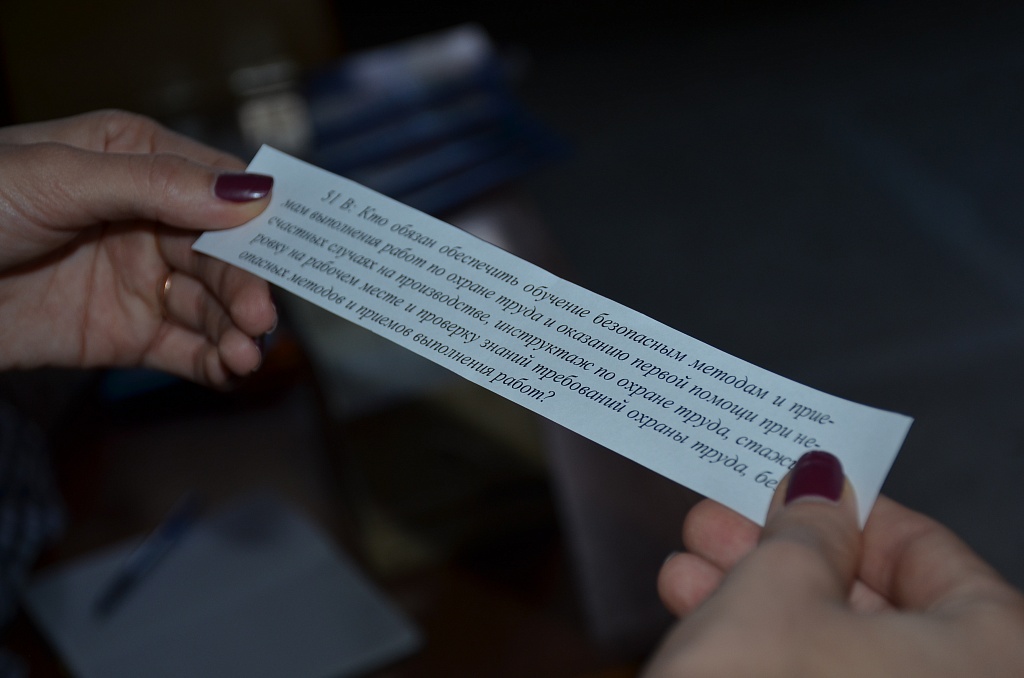 51 В: Кто обязан обеспечить обучение безопасным методам и прие-
мам выполнения работ по охране труда и оказанию первой помощи при не-
счастных случаях на производстве, инструктаж по охране труда, стажи
ровку на рабочем месте и проверку знаний требований охраны труда, без
опасных методов и приемов выполнения работ?